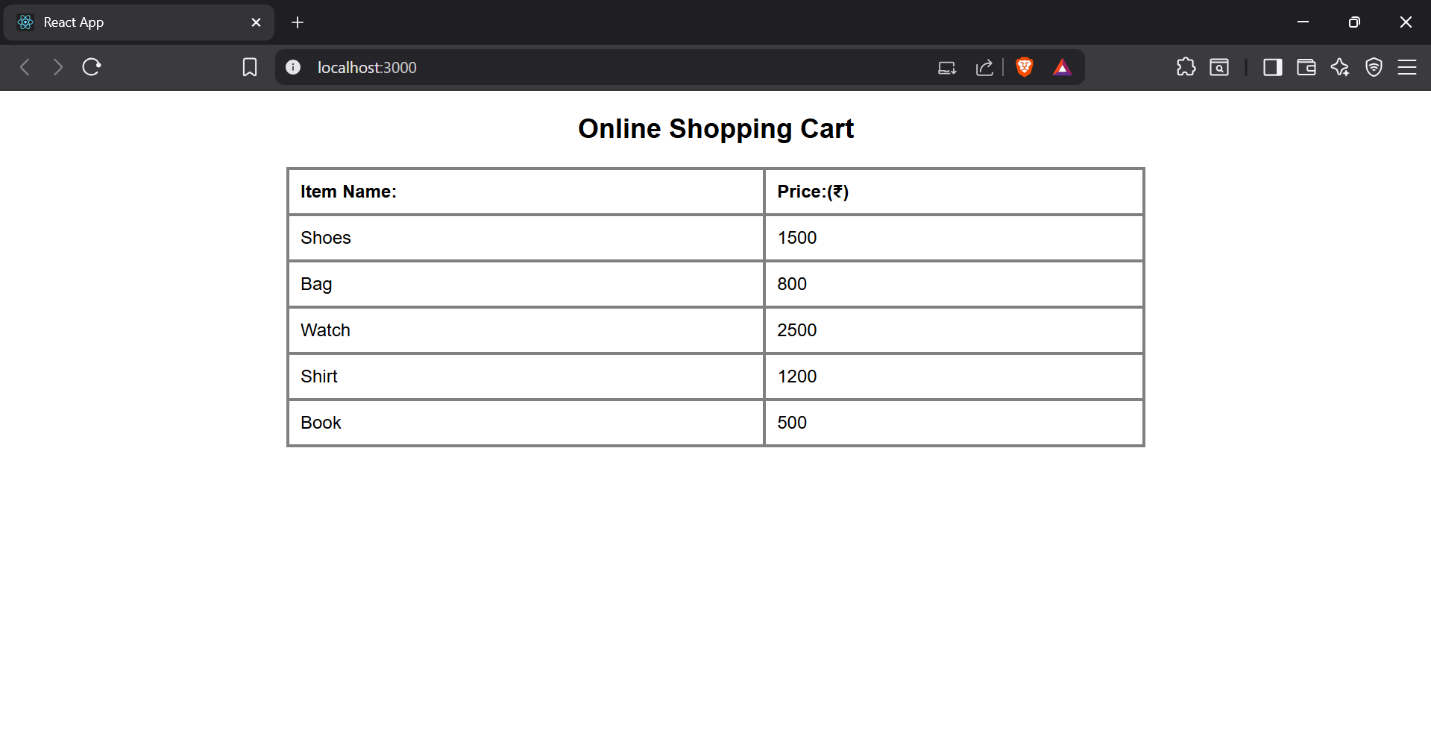 React App
localhost:3000
Online Shopping Cart
Item Name: Price:(₹)
Shoes 1500
Bag 800
Watch 2500
Shirt 1200
Book 500